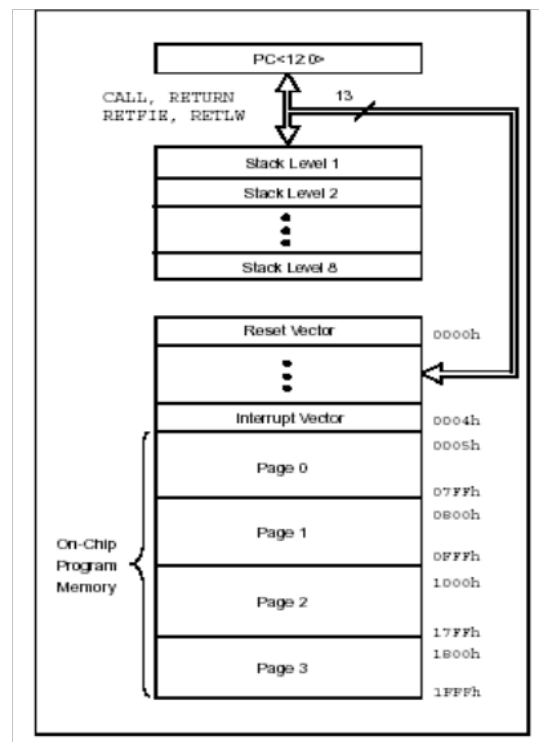 PC<12:0>
CALL, RETURN
RETFIE, RETLW
13
Stack Level 1
Stack Level 2
Stack Level 8
Reset Vector
0000h
Interrupt Vector
0004h
0005h
Page 0
07FFh
0800h
Page 1
0FFFh
On-Chip
Program
Memory
1000h
Page 2
17FFh
1800h
Page 3
1FFFh